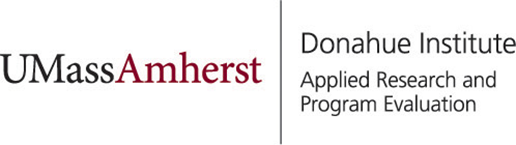 UMassAmherst
Donahue Institute
Applied Research and
Program Evaluation